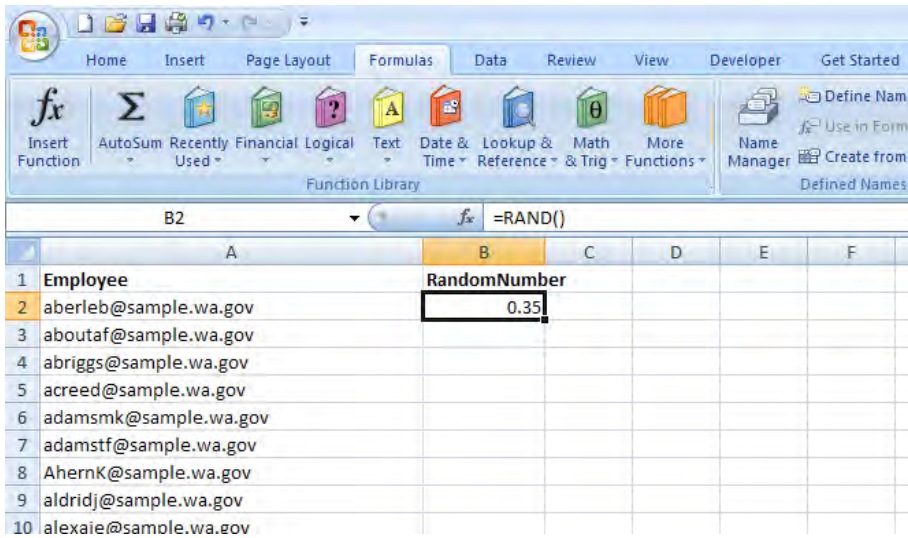 Home Insert Page Layout Formulas Data Review View Developer Get Started
fx Σ ? A θ
Insert Function AutoSum Recently Used Financial Logical Text Date & Time Lookup & Reference Math & Trig More Functions Name Manager
Define Nam
Use in Form
Create from
Function Library Defined Names
B2 fx =RAND()
A B C D E F
1 Employee RandomNumber
2 aberleb@sample.wa.gov 0.35
3 aboutaf@sample.wa.gov
4 abriggs@sample.wa.gov
5 acreed@sample.wa.gov
6 adamsmk@sample.wa.gov
7 adamstf@sample.wa.gov
8 AhernK@sample.wa.gov
9 aldridj@sample.wa.gov
10 alexaie@sample.wa.gov